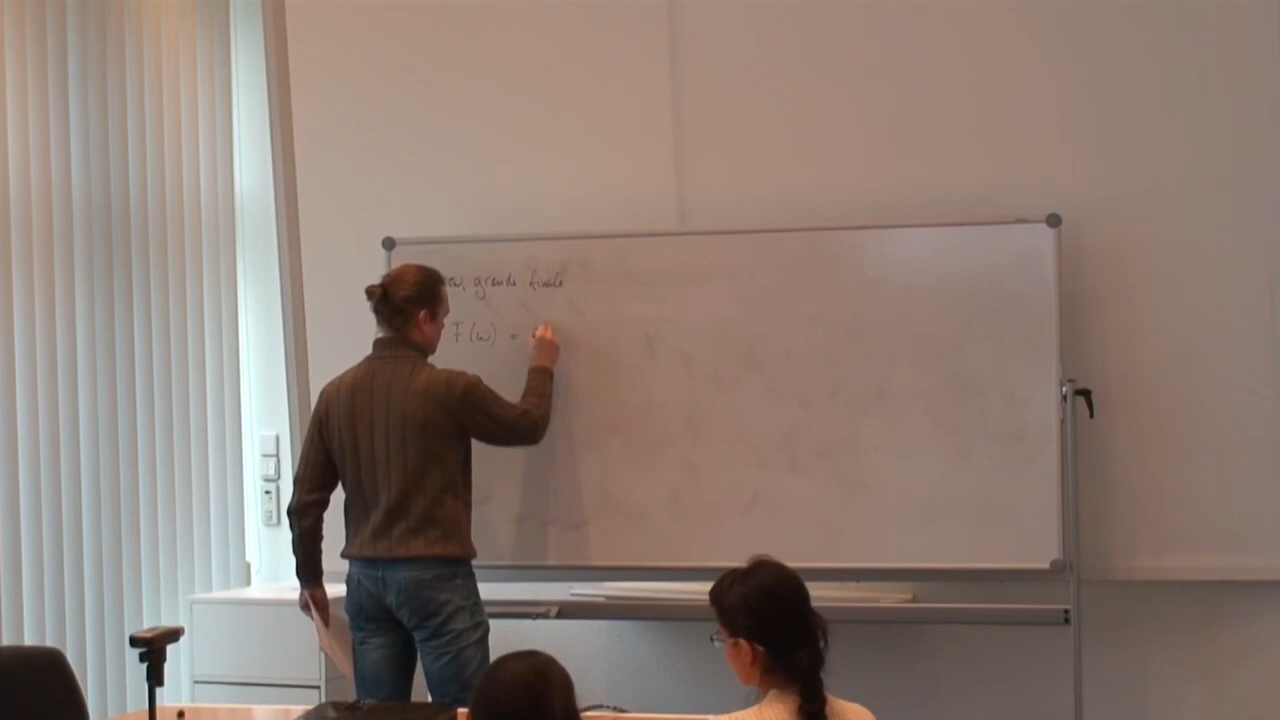 grande finale
F(ω) =